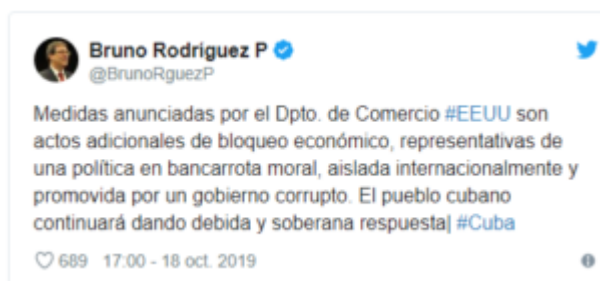 Bruno Rodríguez P
@BrunoRguezP
Medidas anunciadas por el Dpto. de Comercio #EEUU son
actos adicionales de bloqueo económico, representativas de
una política en bancarrota moral, aislada internacionalmente y
promovida por un gobierno corrupto. El pueblo cubano
continuará dando debida y soberana respuesta| #Cuba
689 17:00 - 18 oct. 2019